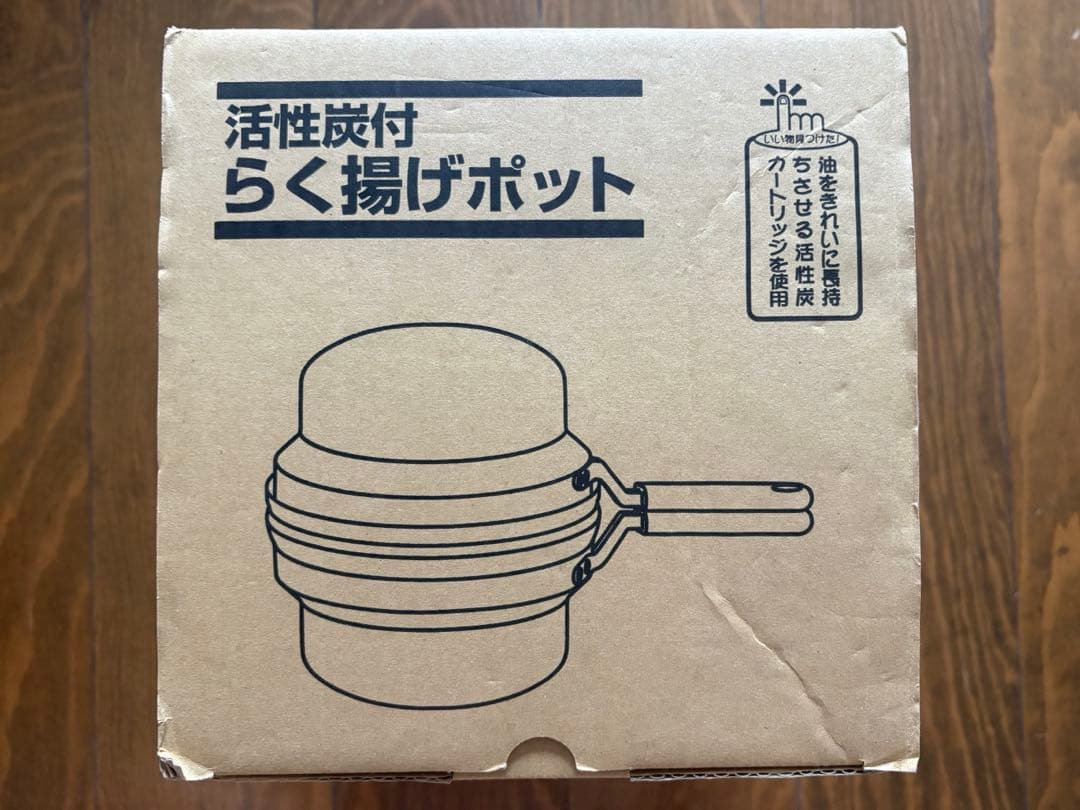 活性炭付
らく揚げポット
いい物見つけた!
油をきれいに長持
ちさせる活性炭
カートリッジを使用